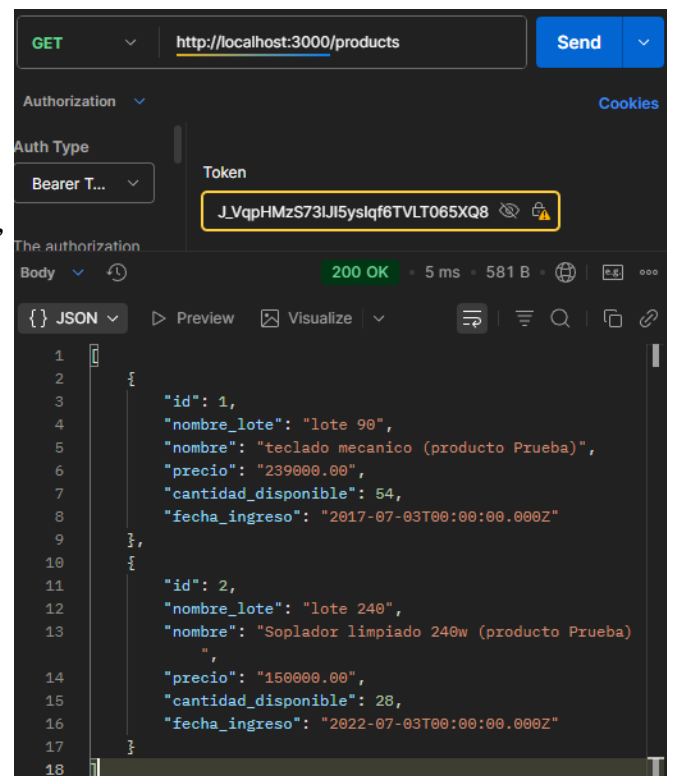 GET http://localhost:3000/products Send
Authorization Cookies
Auth Type
Bearer T...
Token
J_VqpHMzS73IJI5ysIqf6TVLT065XQ8
,
The authorization
Body 200 OK 5 ms 581 B e.g.
{} JSON Preview Visualize
1 [
2 {
3 "id": 1,
4 "nombre_lote": "lote 90",
5 "nombre": "teclado mecanico (producto Prueba)",
6 "precio": "239000.00",
7 "cantidad_disponible": 54,
8 "fecha_ingreso": "2017-07-03T00:00:00.000Z"
9 },
10 {
11 "id": 2,
12 "nombre_lote": "lote 240",
13 "nombre": "Soplador limpiado 240w (producto Prueba)
",
14 "precio": "150000.00",
15 "cantidad_disponible": 28,
16 "fecha_ingreso": "2022-07-03T00:00:00.000Z"
17 }
18 ]